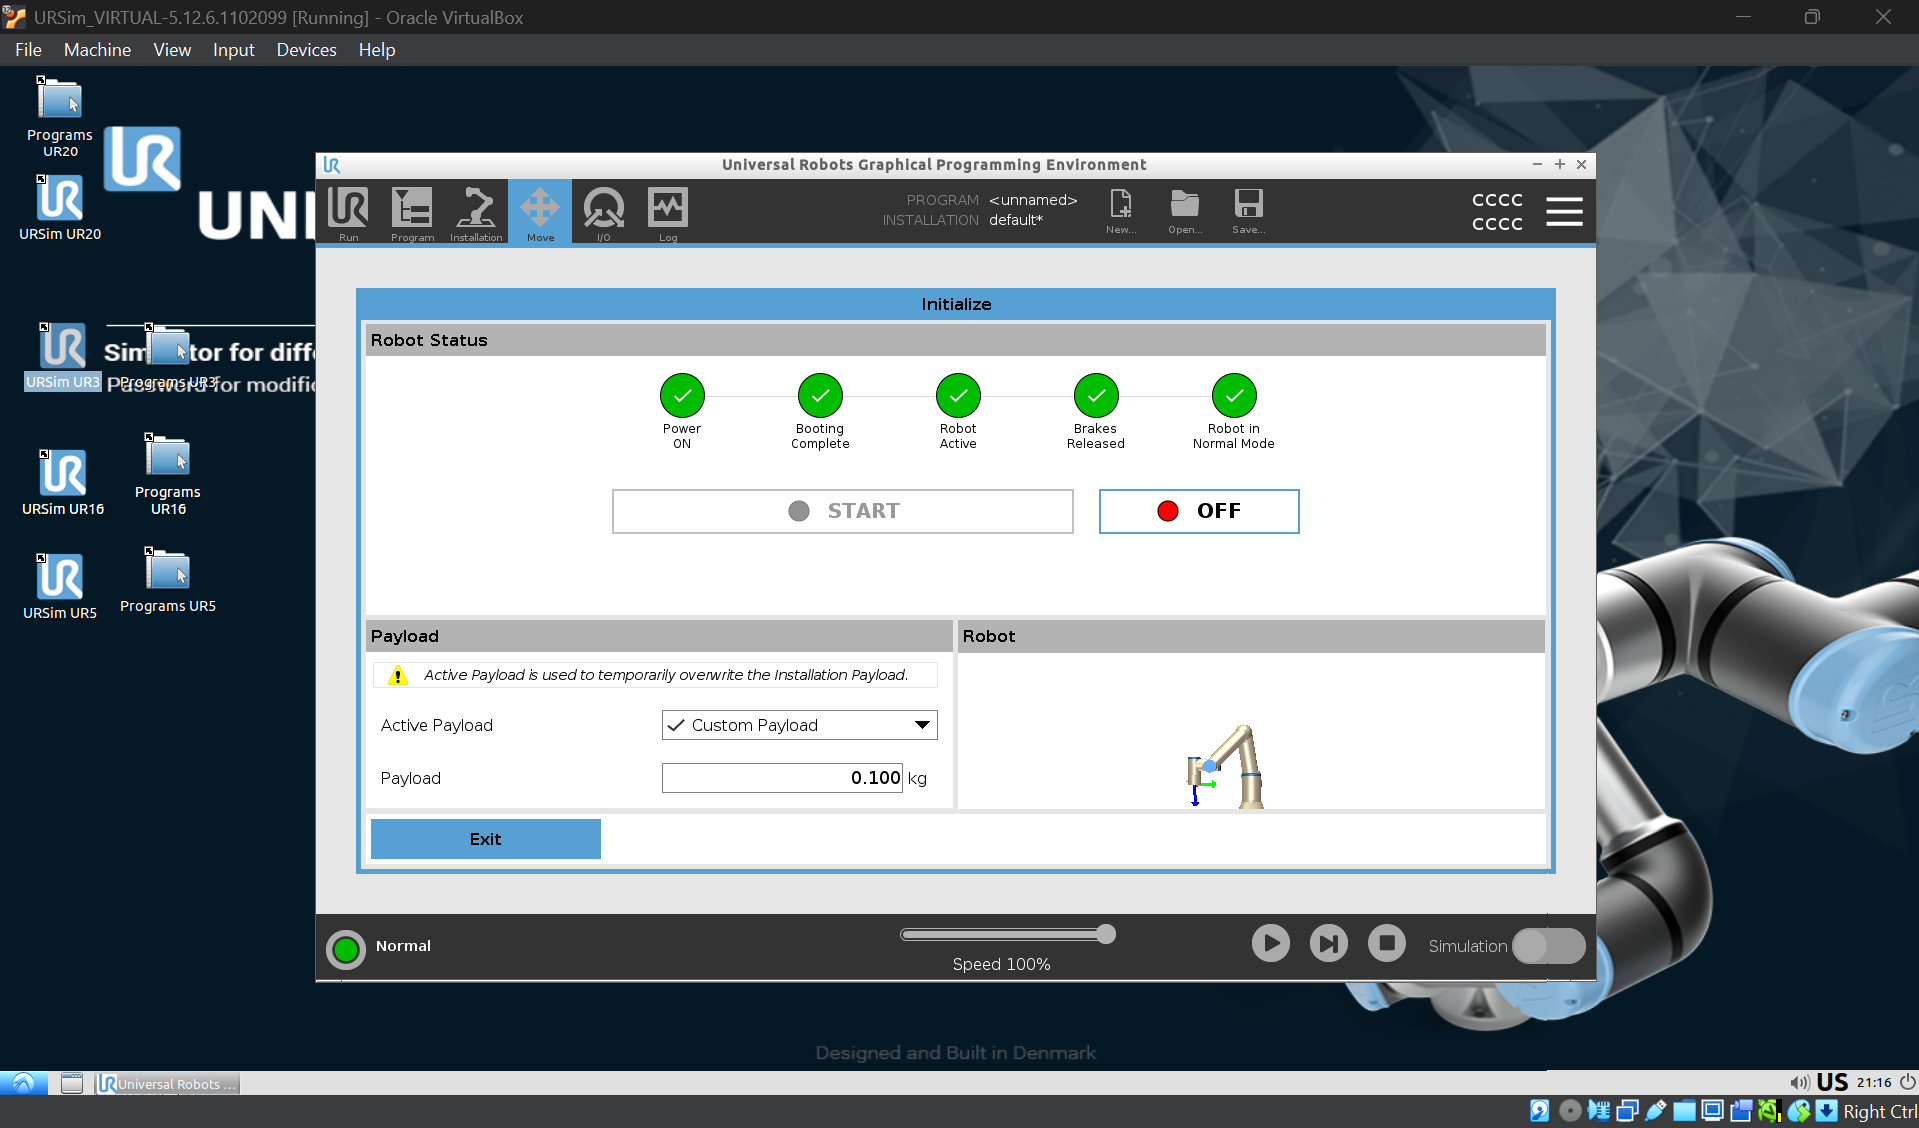 URSim_VIRTUAL-5.12.6.1102099 [Running] - Oracle VirtualBox
File Machine View Input Devices Help
Programs
UR20
UR
UNI
URSim UR20
Sim tor for diffe
URSim UR3
Programs UR3
Password for modific
Programs
UR16
URSim UR16
URSim UR5
Programs UR5
Universal Robots Graphical Programming Environment
Run
Program
Installation
Move
I/O
Log
PROGRAM <unnamed>
INSTALLATION default*
New...
Open...
Save...
CCCC
CCCC
Initialize
Robot Status
Power
ON
Booting
Complete
Robot
Active
Brakes
Released
Robot in
Normal Mode
START
OFF
Payload
Active Payload is used to temporarily overwrite the Installation Payload.
Active Payload
Custom Payload
Payload
0.100 kg
Robot
Exit
Normal
Speed 100%
Simulation
Designed and Built in Denmark
Universal Robots ...
US 21:16
Right Ctrl